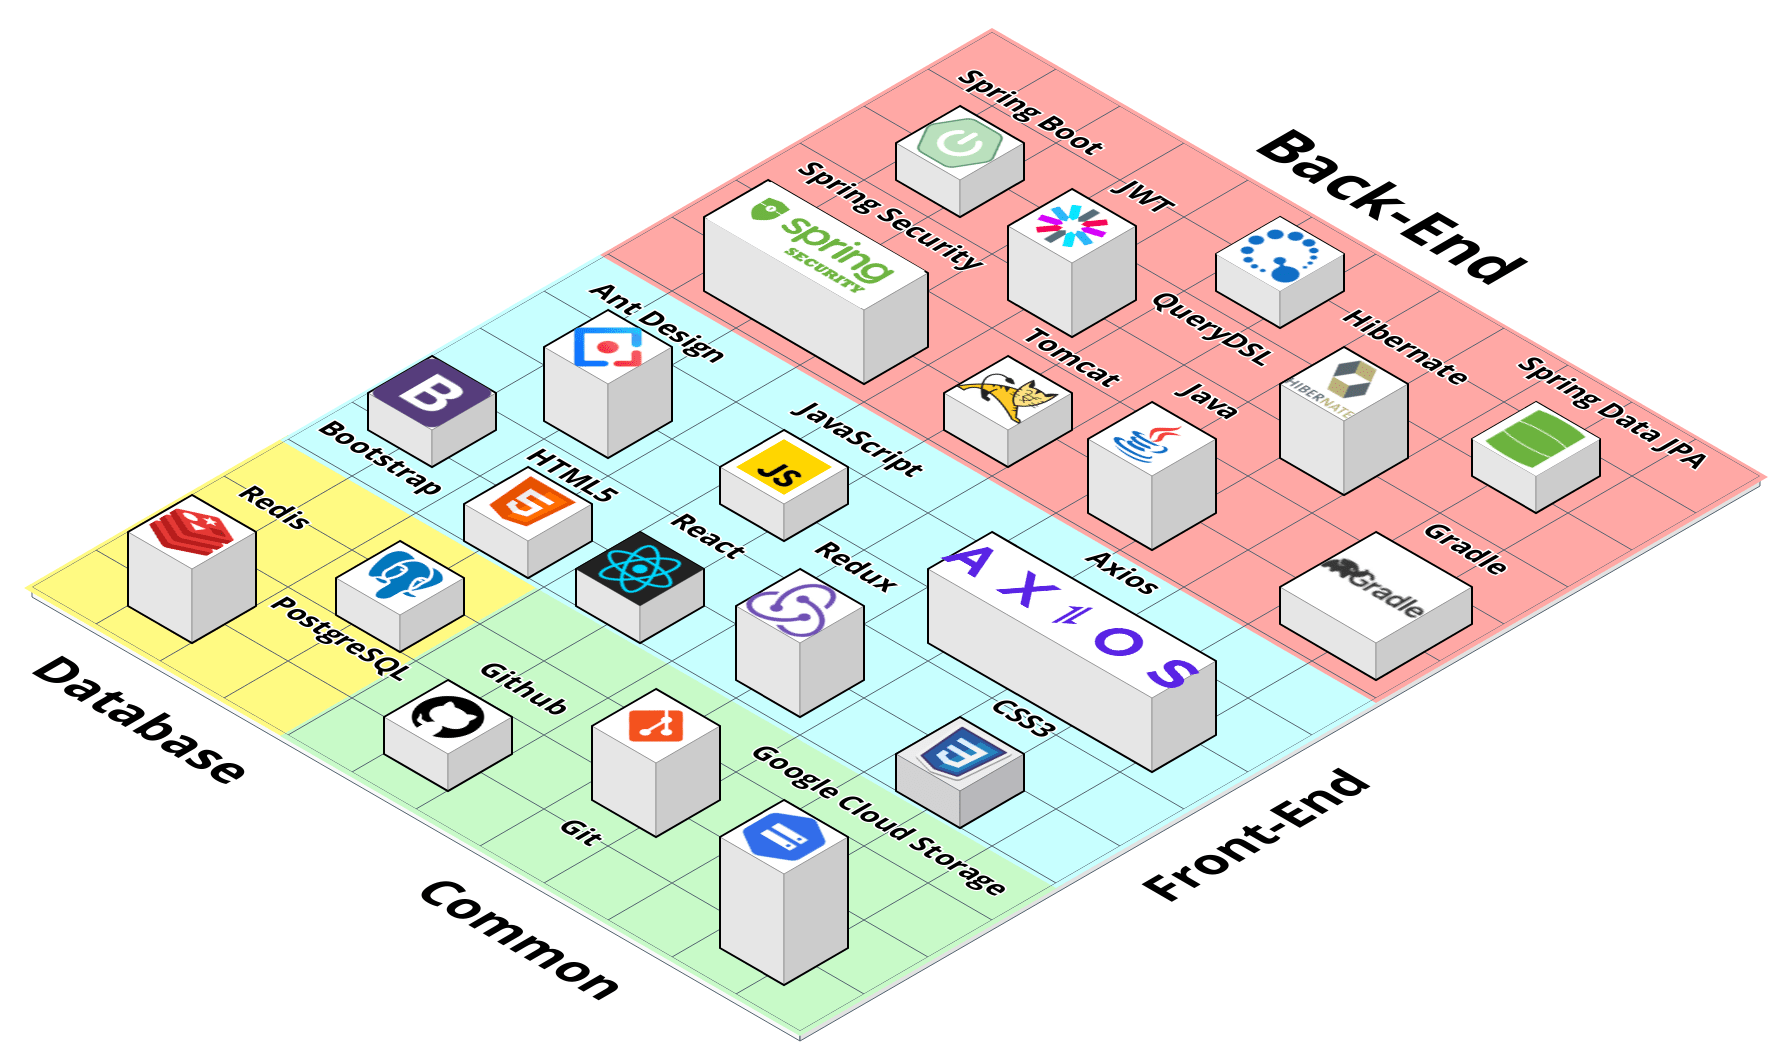 Back-End
Spring Boot
JWT
Spring Security
spring
SECURITY
QueryDSL
Hibernate
HIBERNATE
Spring Data JPA
Tomcat
Java
Gradle
Gradle
Front-End
Ant Design
Bootstrap
B
HTML5
5
JavaScript
JS
React
Redux
Axios
AXIOS
CSS3
3
Database
Redis
PostgreSQL
Common
Github
Git
Google Cloud Storage